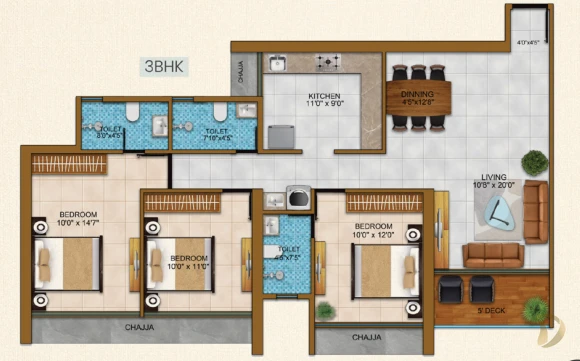 3BHK
CHAJJA
4'0"x4'6"
KITCHEN
11'0" x 9'0"
DINNING
4'6"x12'8"
TOILET
8'0"x4'5"
TOILET
7'10"x4'5"
LIVING
10'8" x 20'0"
BEDROOM
10'0" x 14'7"
BEDROOM
10'0" x 11'0"
TOILET
4'5"x7'5"
BEDROOM
10'0" x 12'0"
5' DECK
CHAJJA
CHAJJA